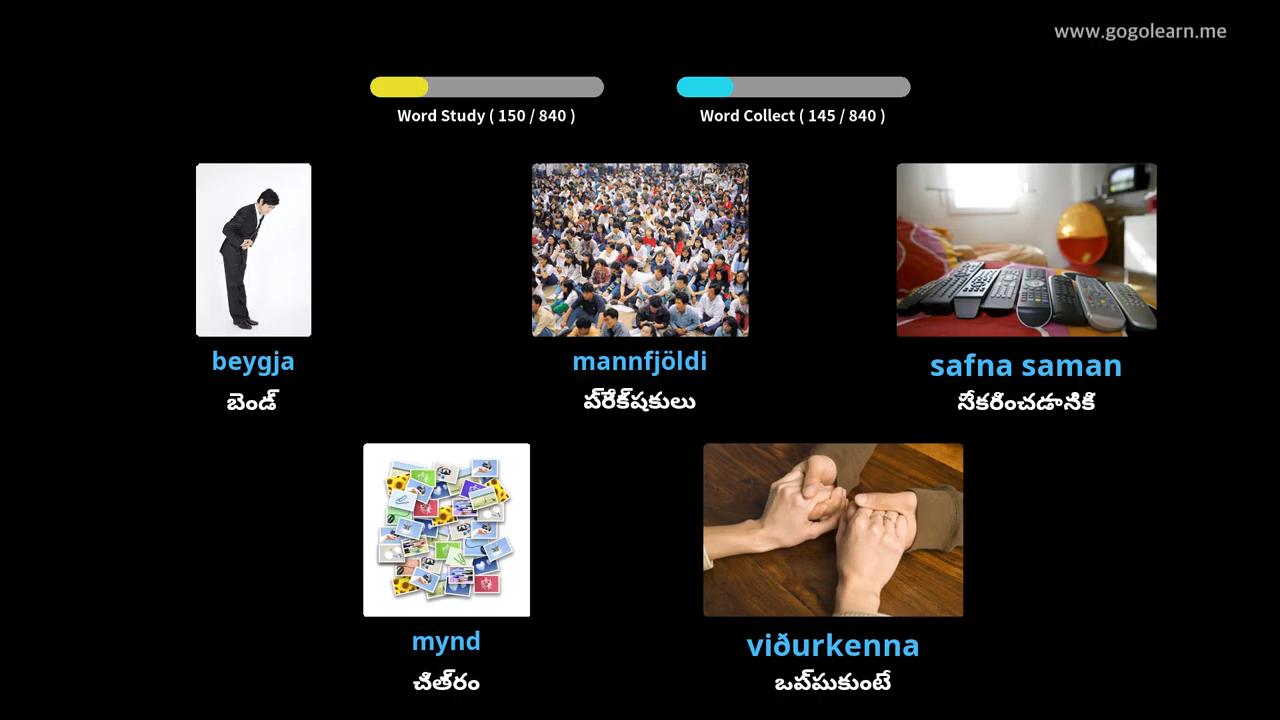 www.gogolearn.me
Word Study ( 150 / 840 )
Word Collect ( 145 / 840 )
beygja
బెండ్
mannfjöldi
ప్రేక్షకులు
safna saman
సేకరించడానికి
mynd
చిత్రం
viðurkenna
ఒప్పుకుంటే